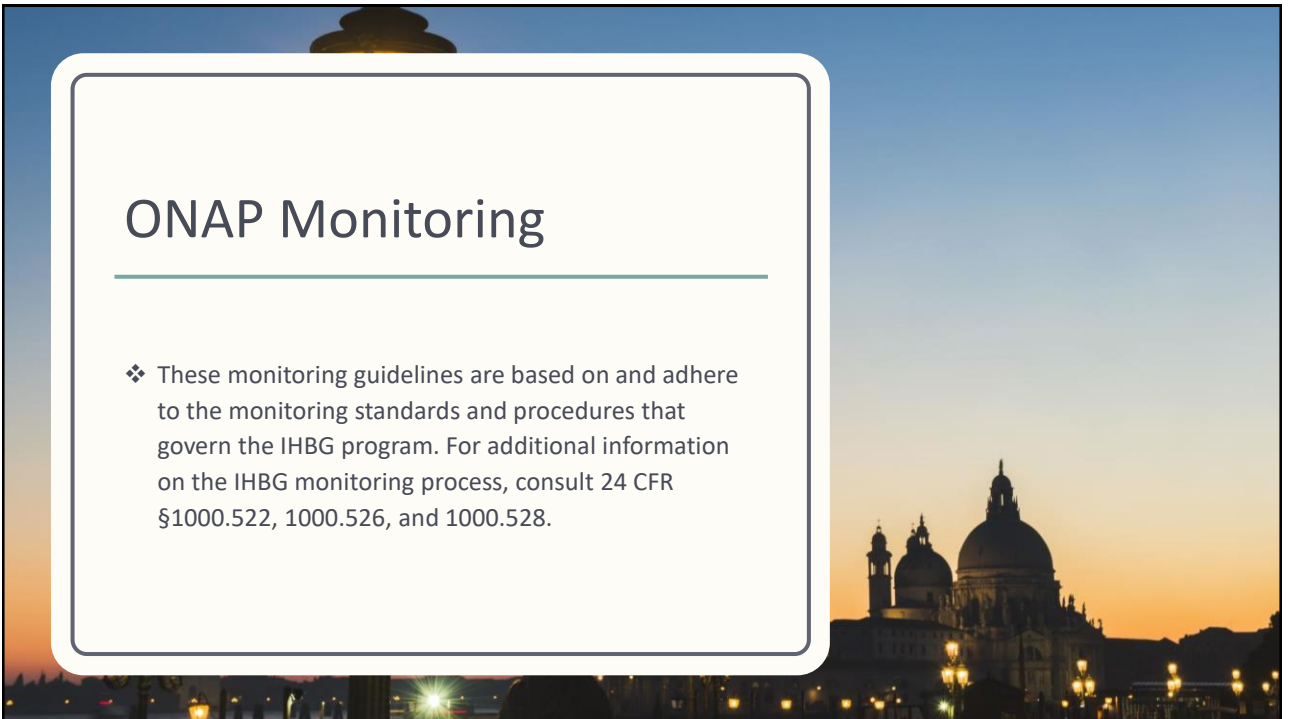 ONAP Monitoring
❖ These monitoring guidelines are based on and adhere
to the monitoring standards and procedures that
govern the IHBG program. For additional information
on the IHBG monitoring process, consult 24 CFR
§1000.522, 1000.526, and 1000.528.